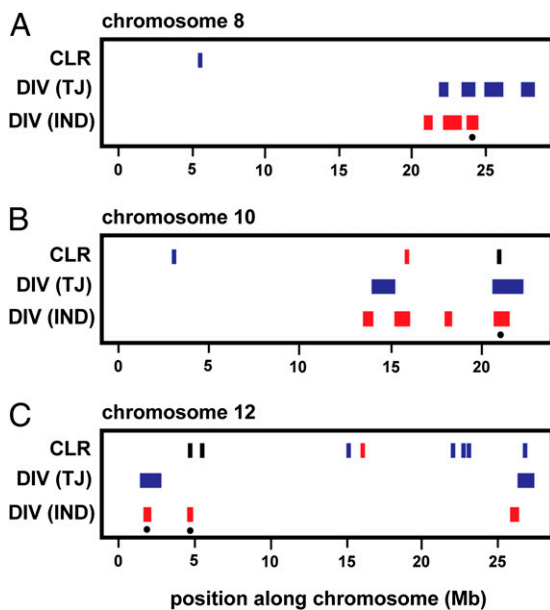 A chromosome 8
CLR
DIV (TJ)
DIV (IND)
0 5 10 15 20 25
B chromosome 10
CLR
DIV (TJ)
DIV (IND)
0 5 10 15 20
C chromosome 12
CLR
DIV (TJ)
DIV (IND)
0 5 10 15 20 25
position along chromosome (Mb)